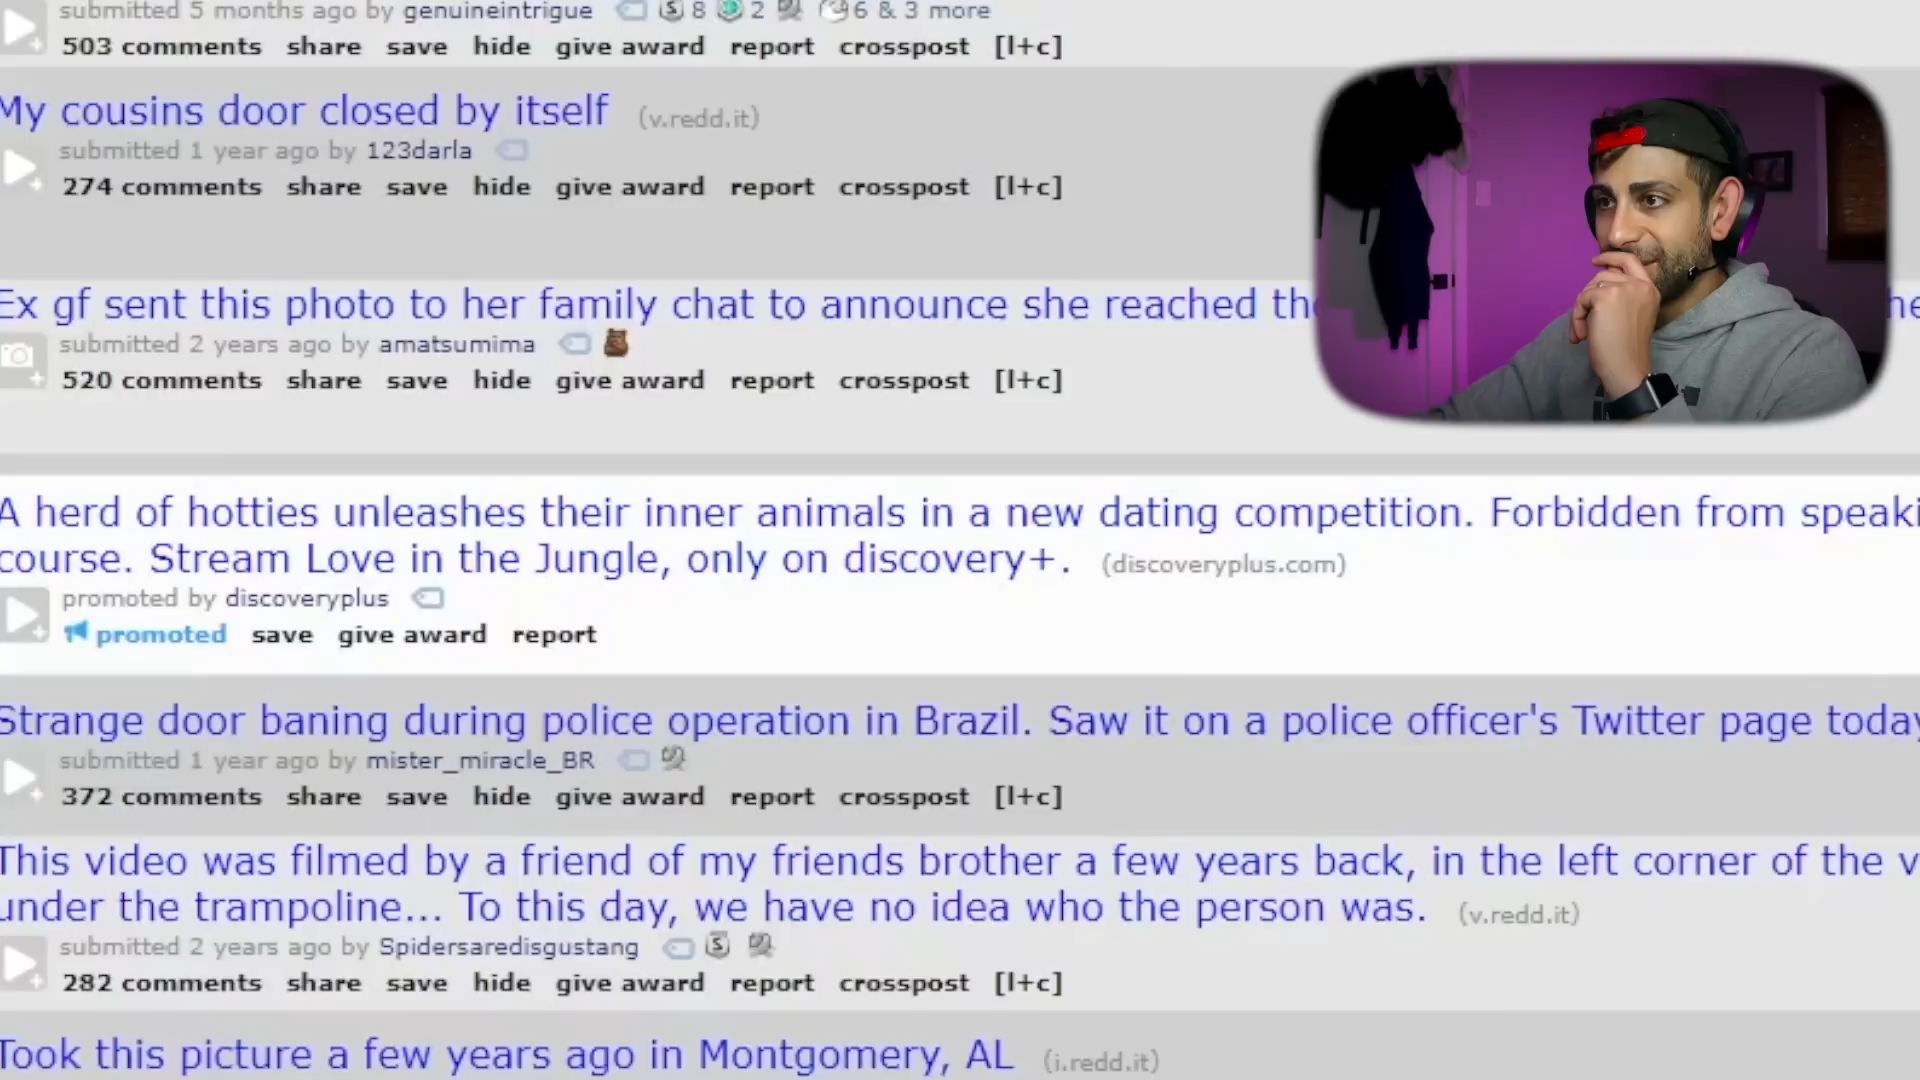 submitted 5 months ago by genuineintrigue 8 2 6 & 3 more
503 comments share save hide give award report crosspost [l+c]
My cousins door closed by itself (v.redd.it)
submitted 1 year ago by 123darla
274 comments share save hide give award report crosspost [l+c]
Ex gf sent this photo to her family chat to announce she reached
submitted 2 years ago by amatsumima
520 comments share save hide give award report crosspost [l+c]
A herd of hotties unleashes their inner animals in a new dating competition. Forbidden from
course. Stream Love in the Jungle, only on discovery+. (discoveryplus.com)
promoted by discoveryplus
promoted save give award report
Strange door baning during police operation in Brazil. Saw it on a police officer's Twitter page today
submitted 1 year ago by mister_miracle_BR
372 comments share save hide give award report crosspost [l+c]
This video was filmed by a friend of my friends brother a few years back, in the left corner of the
under the trampoline... To this day, we have no idea who the person was. (v.redd.it)
submitted 2 years ago by Spidersaredisgustang
282 comments share save hide give award report crosspost [l+c]
Took this picture a few years ago in Montgomery, AL (i.redd.it)